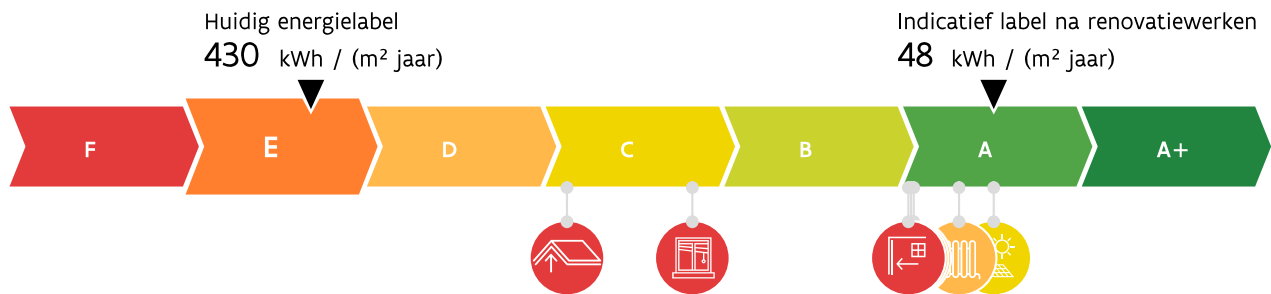 Huidig energielabel
430 kWh / (m² jaar)
Indicatief label na renovatiewerken
48 kWh / (m² jaar)
F E D C B A A+